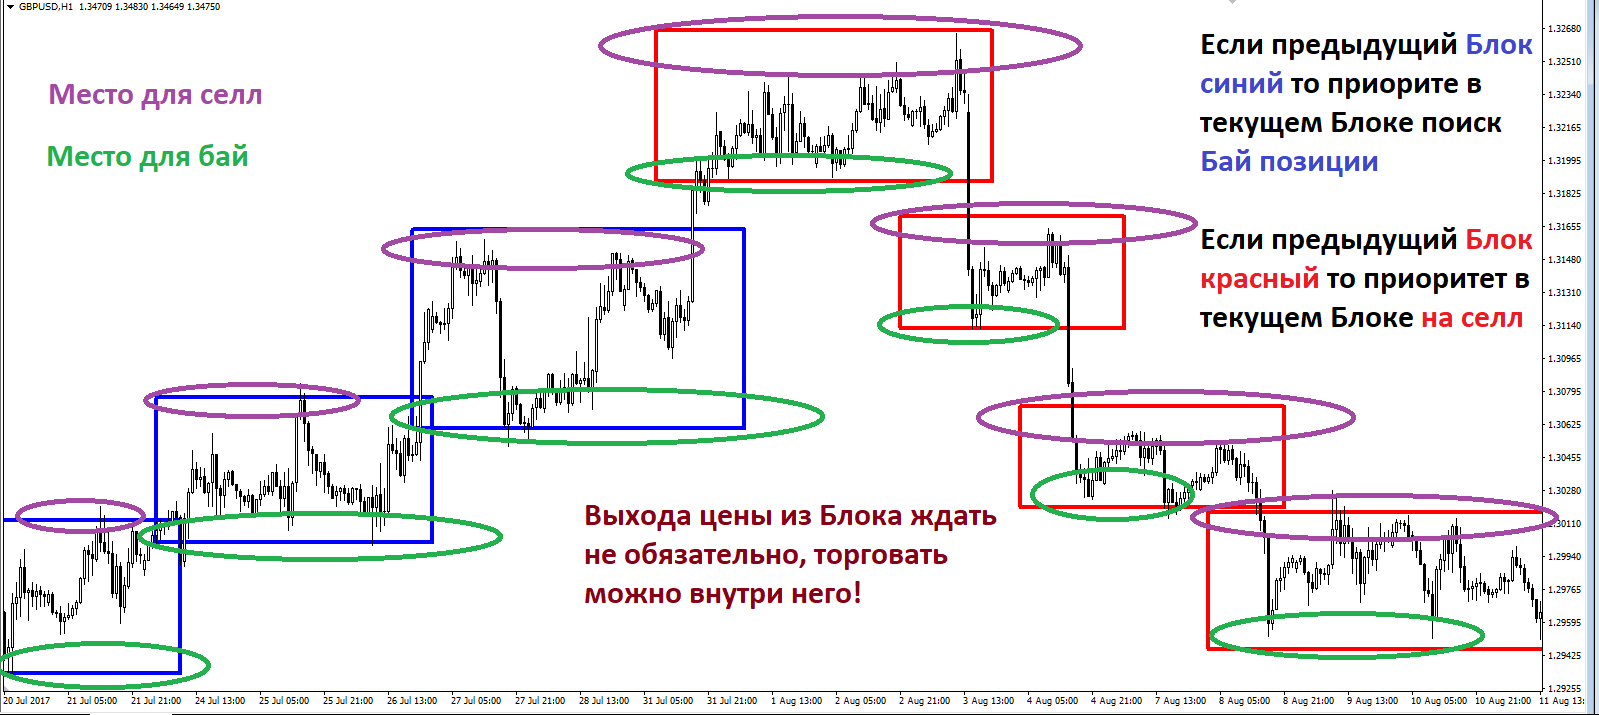 GBPUSD,H1 1.34709 1.34830 1.34649 1.34750
Место для селл
Место для бай
Если предыдущий Блок
синий то приорите в
текущем Блоке поиск
Бай позиции
Если предыдущий Блок
красный то приоритет в
текущем Блоке на селл
Выхода цены из Блока ждать
не обязательно, торговать
можно внутри него!
1.32680
1.32510
1.32340
1.32165
1.31995
1.31825
1.31655
1.31480
1.31310
1.31140
1.30965
1.30795
1.30625
1.30455
1.30280
1.30110
1.29940
1.29765
1.29595
1.29425
1.29255
20 Jul 2017 21 Jul 05:00 21 Jul 21:00 24 Jul 13:00 25 Jul 05:00 25 Jul 21:00 26 Jul 13:00 27 Jul 05:00 27 Jul 21:00 28 Jul 13:00 31 Jul 05:00 31 Jul 21:00 1 Aug 13:00 2 Aug 05:00 2 Aug 21:00 3 Aug 13:00 4 Aug 05:00 4 Aug 21:00 7 Aug 13:00 8 Aug 05:00 8 Aug 21:00 9 Aug 13:00 10 Aug 05:00 10 Aug 21:00 11 Aug 13: